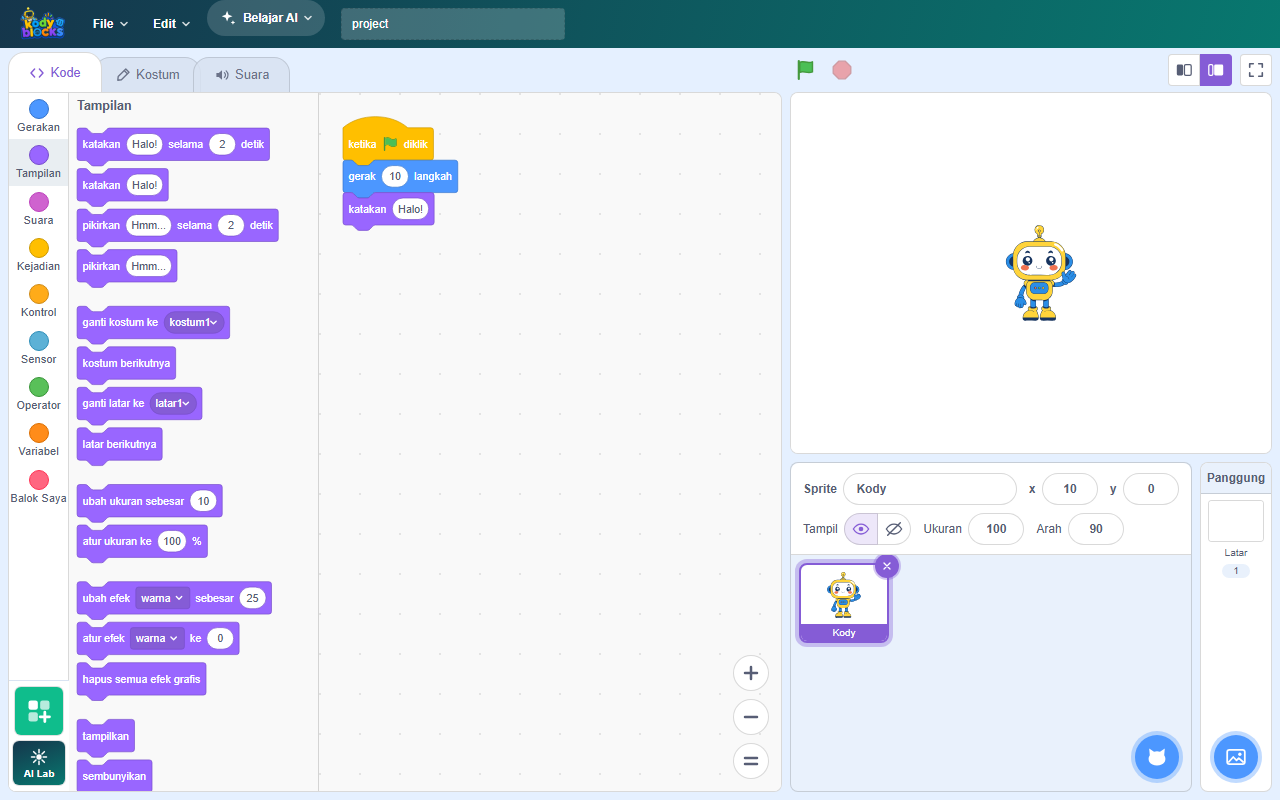 Kody blocks
File
Edit
Belajar AI
project
Kode
Kostum
Suara
Gerakan
Tampilan
Suara
Kejadian
Kontrol
Sensor
Operator
Variabel
Balok Saya
AI Lab
Tampilan
katakan Halo! selama 2 detik
katakan Halo!
pikirkan Hmm... selama 2 detik
pikirkan Hmm...
ganti kostum ke kostum1
kostum berikutnya
ganti latar ke latar1
latar berikutnya
ubah ukuran sebesar 10
atur ukuran ke 100 %
ubah efek warna sebesar 25
atur efek warna ke 0
hapus semua efek grafis
tampilkan
sembunyikan
ketika diklik
gerak 10 langkah
katakan Halo!
Sprite Kody x 10 y 0
Tampil Ukuran 100 Arah 90
Kody
Panggung
Latar
1